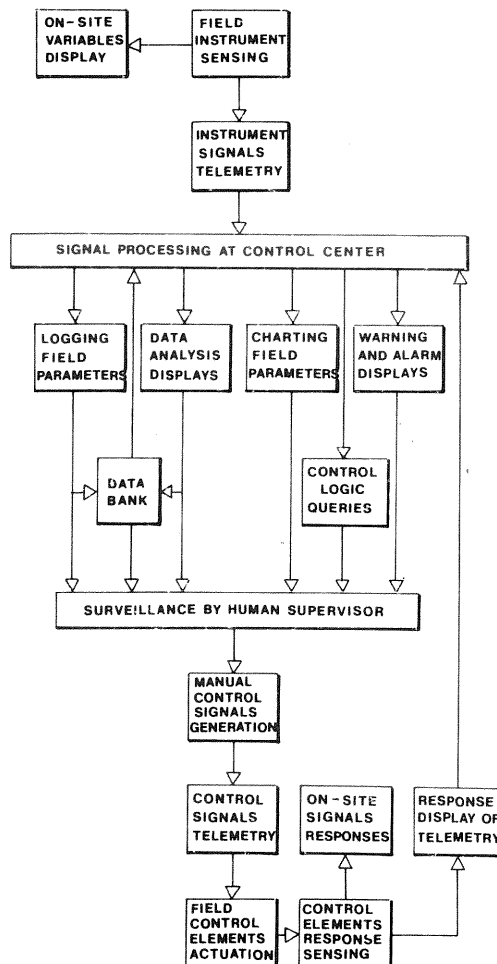 ON-SITE
VARIABLES
DISPLAY
FIELD
INSTRUMENT
SENSING
INSTRUMENT
SIGNALS
TELEMETRY
SIGNAL PROCESSING AT CONTROL CENTER
LOGGING
FIELD
PARAMETERS
DATA
ANALYSIS
DISPLAYS
CHARTING
FIELD
PARAMETERS
WARNING
AND ALARM
DISPLAYS
DATA
BANK
CONTROL
LOGIC
QUERIES
SURVEILLANCE BY HUMAN SUPERVISOR
MANUAL
CONTROL
SIGNALS
GENERATION
CONTROL
SIGNALS
TELEMETRY
ON-SITE
SIGNALS
RESPONSES
RESPONSE
DISPLAY OF
TELEMETRY
FIELD
CONTROL
ELEMENTS
ACTUATION
CONTROL
ELEMENTS
RESPONSE
SENSING